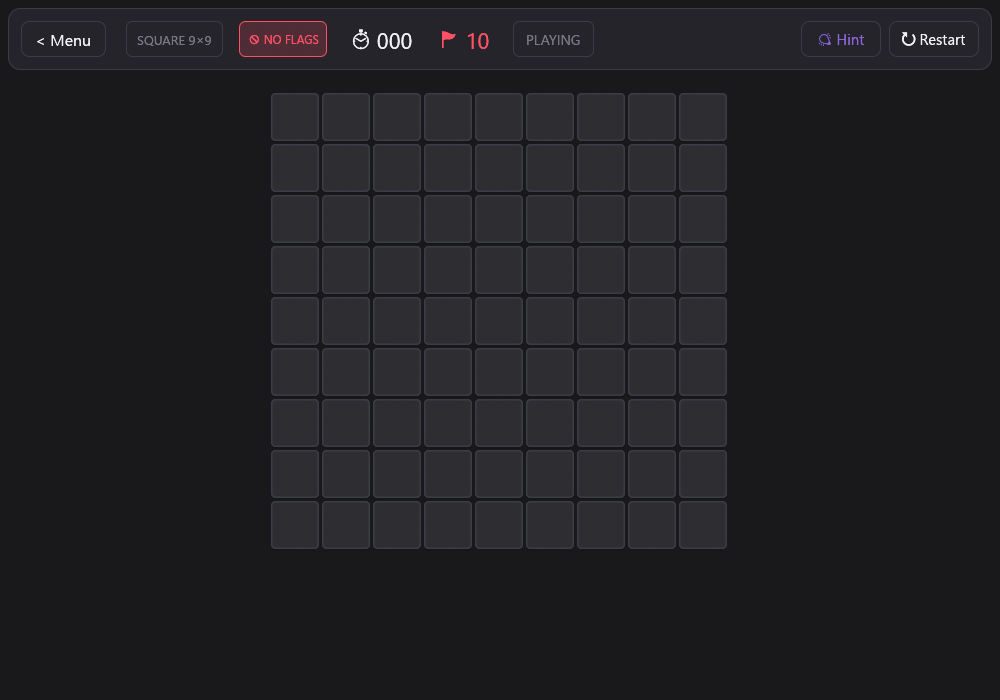 < Menu
SQUARE 9×9
NO FLAGS
000
10
PLAYING
Hint
Restart